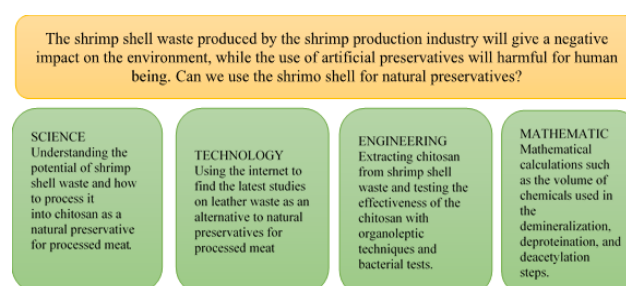 The shrimp shell waste produced by the shrimp production industry will give a negative
impact on the environment, while the use of artificial preservatives will harmful for human
being. Can we use the shrimo shell for natural preservatives?
SCIENCE
Understanding the
potential of shrimp
shell waste and how
to process it
into chitosan as a
natural preservative
for processed meat.
TECHNOLOGY
Using the internet to
find the latest studies
on leather waste as an
alternative to natural
preservatives for
processed meat
ENGINEERING
Extracting chitosan
from shrimp shell
waste and testing the
effectiveness of the
chitosan with
organoleptic
techniques and
bacterial tests.
MATHEMATIC
Mathematical
calculations such
as the volume of
chemicals used in
the
demineralization,
deproteination, and
deacetylation
steps.